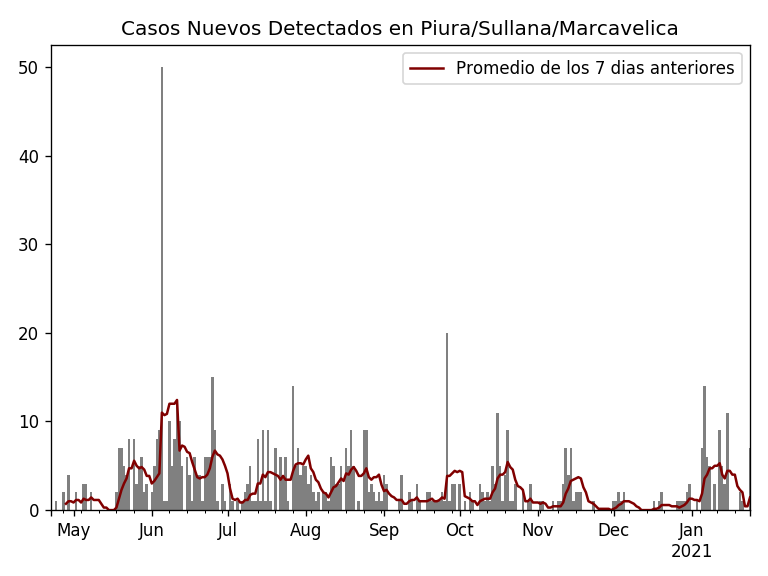 Casos Nuevos Detectados en Piura/Sullana/Marcavelica
Promedio de los 7 dias anteriores
50
40
30
20
10
0
May Jun Jul Aug Sep Oct Nov Dec Jan
2021